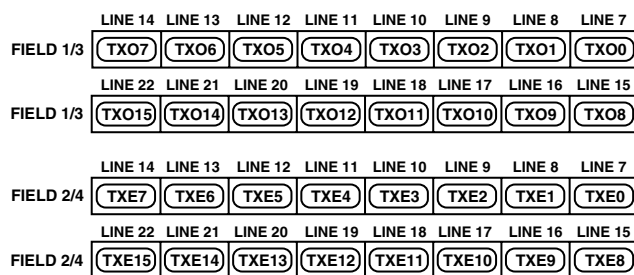 LINE 14 LINE 13 LINE 12 LINE 11 LINE 10 LINE 9 LINE 8 LINE 7
FIELD 1/3 TXO7 TXO6 TXO5 TXO4 TXO3 TXO2 TXO1 TXO0
LINE 22 LINE 21 LINE 20 LINE 19 LINE 18 LINE 17 LINE 16 LINE 15
FIELD 1/3 TXO15 TXO14 TXO13 TXO12 TXO11 TXO10 TXO9 TXO8
LINE 14 LINE 13 LINE 12 LINE 11 LINE 10 LINE 9 LINE 8 LINE 7
FIELD 2/4 TXE7 TXE6 TXE5 TXE4 TXE3 TXE2 TXE1 TXE0
LINE 22 LINE 21 LINE 20 LINE 19 LINE 18 LINE 17 LINE 16 LINE 15
FIELD 2/4 TXE15 TXE14 TXE13 TXE12 TXE11 TXE10 TXE9 TXE8